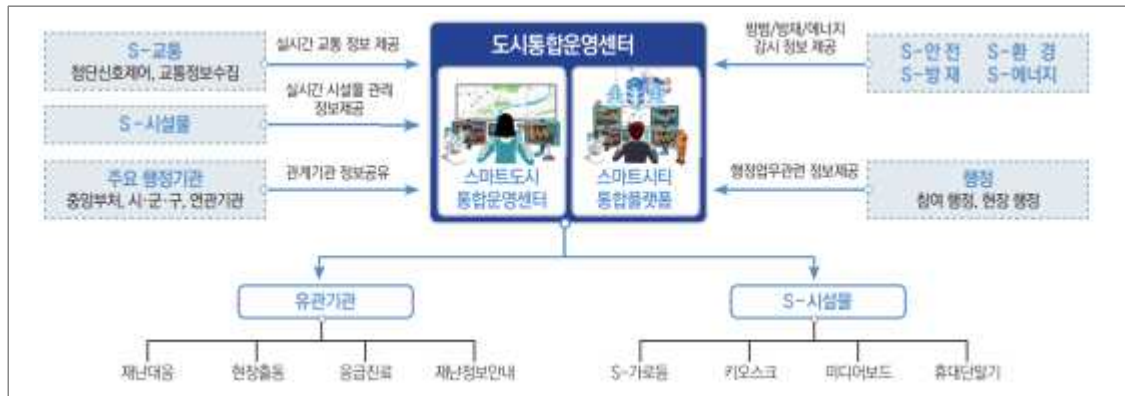 도시통합운영센터
S-교통
첨단신호제어, 교통정보수집
실시간 교통 정보 제공
S-시설물
실시간 시설물 관리
정보제공
주요 행정기관
중앙부처, 시·군·구, 연관기관
관계기관 정보공유
스마트도시
통합운영센터
스마트시티
통합플랫폼
방범/방재/에너지
감시 정보 제공
S-안전 S-환 경
S-방재 S-에너지
행정업무관련 정보제공
행정
참여 행정, 현장 행정
유관기관
재난대응 현장출동 응급진료 재난정보안내
S-시설물
S-가로등 키오스크 미디어보드 휴대단말기